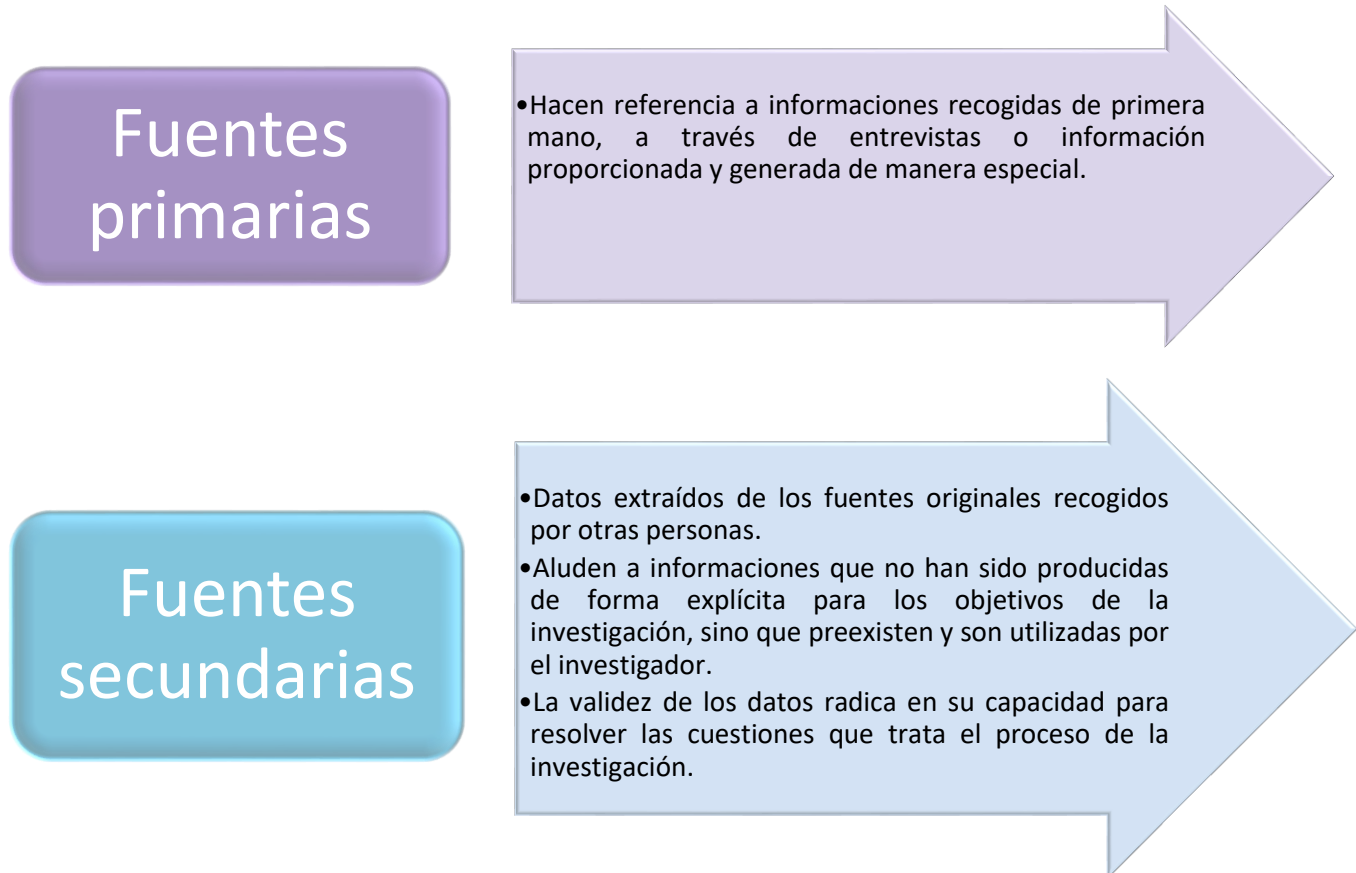 Fuentes
primarias
•Hacen referencia a informaciones recogidas de primera
mano, a través de entrevistas o información
proporcionada y generada de manera especial.
Fuentes
secundarias
•Datos extraídos de los fuentes originales recogidos
por otras personas.
•Aluden a informaciones que no han sido producidas
de forma explícita para los objetivos de la
investigación, sino que preexisten y son utilizadas por
el investigador.
•La validez de los datos radica en su capacidad para
resolver las cuestiones que trata el proceso de la
investigación.